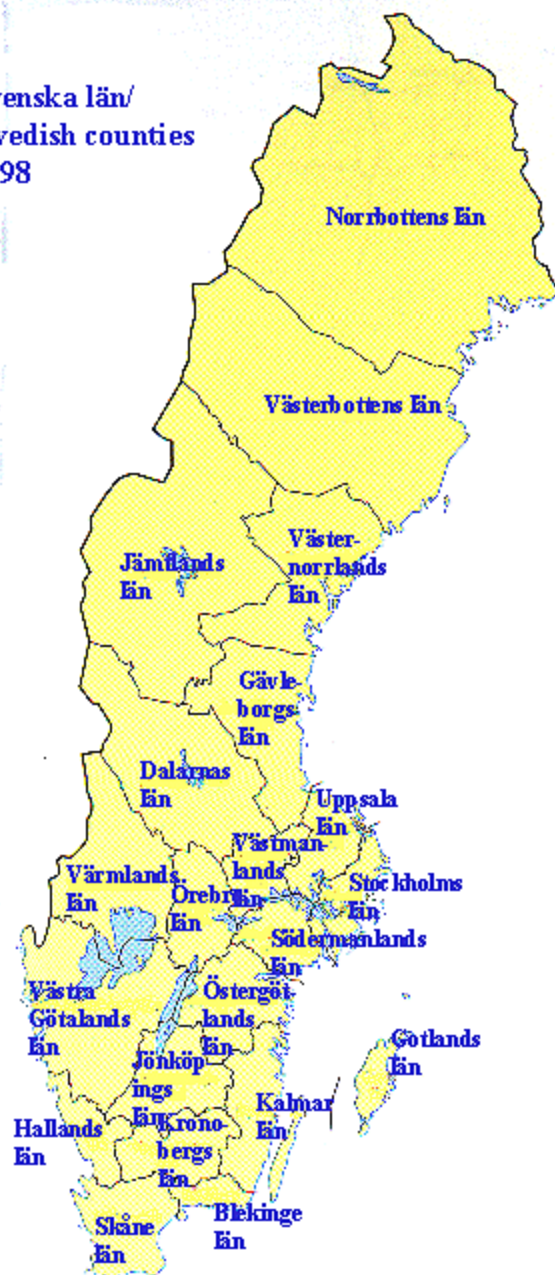 venska län/
vedish counties
98
Norrbottens län
Västerbottens län
Väster-
norrlands
län
Jämtlands
län
Gävle-
borgs
län
Dalarnas
län
Uppsala
län
Västman-
lands
län
Värmlands
län
Örebro
län
Stockholms
län
Södermanlands
län
Västra
Götalands
län
Östergöt-
lands
län
Gotlands
län
Jönköp
ings
län
Kalmar
län
Hallands
län
Krono-
bergs
län
Blekinge
län
Skåne
län